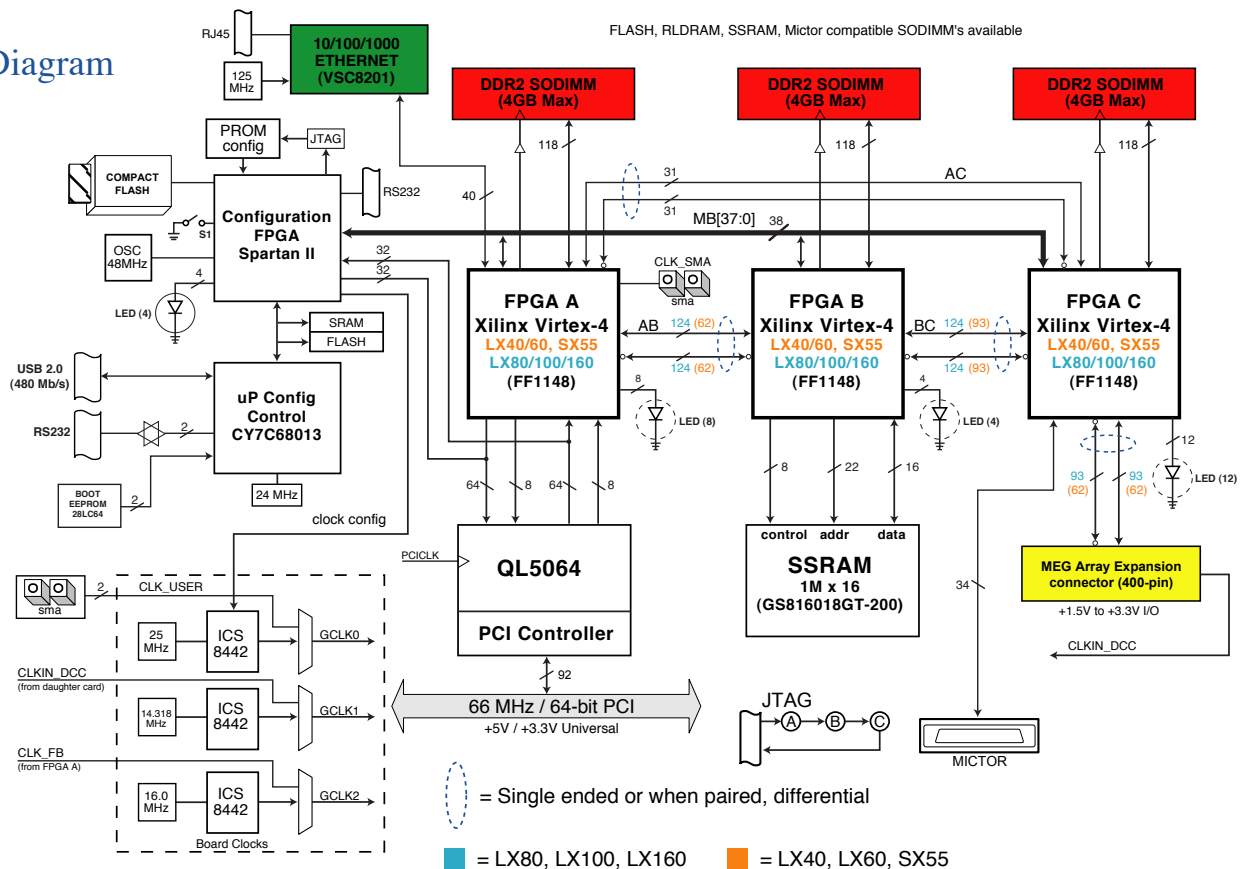 Diagram
FLASH, RLDRAM, SSRAM, Mictor compatible SODIMM's available
RJ45
10/100/1000
ETHERNET
(VSC8201)
125
MHz
DDR2 SODIMM
(4GB Max)
DDR2 SODIMM
(4GB Max)
DDR2 SODIMM
(4GB Max)
PROM
config
JTAG
118
118
118
COMPACT
FLASH
RS232
40
31
31
AC
MB[37:0]
38
Configuration
FPGA
Spartan II
S1
OSC
48MHz
32
32
CLK_SMA
sma
4
LED (4)
SRAM
FLASH
FPGA A
Xilinx Virtex-4
LX40/60, SX55
LX80/100/160
(FF1148)
AB
124 (62)
124 (62)
FPGA B
Xilinx Virtex-4
LX40/60, SX55
LX80/100/160
(FF1148)
BC
124 (93)
124 (93)
FPGA C
Xilinx Virtex-4
LX40/60, SX55
LX80/100/160
(FF1148)
USB 2.0
(480 Mb/s)
uP Config
Control
CY7C68013
RS232
2
8
LED (8)
4
LED (4)
12
LED (12)
BOOT
EEPROM
28LC64
2
24 MHz
64
8
64
8
8
22
16
93
(62)
93
(62)
clock config
control addr data
SSRAM
1M x 16
(GS816018GT-200)
PCICLK
QL5064
PCI Controller
34
MEG Array Expansion
connector (400-pin)
+1.5V to +3.3V I/O
CLKIN_DCC
sma
2
CLK_USER
25
MHz
ICS
8442
GCLK0
92
CLKIN_DCC
(from daughter card)
14.318
MHz
ICS
8442
GCLK1
66 MHz / 64-bit PCI
+5V / +3.3V Universal
JTAG
A
B
C
MICTOR
CLK_FB
(from FPGA A)
16.0
MHz
ICS
8442
GCLK2
Board Clocks
= Single ended or when paired, differential
= LX80, LX100, LX160
= LX40, LX60, SX55